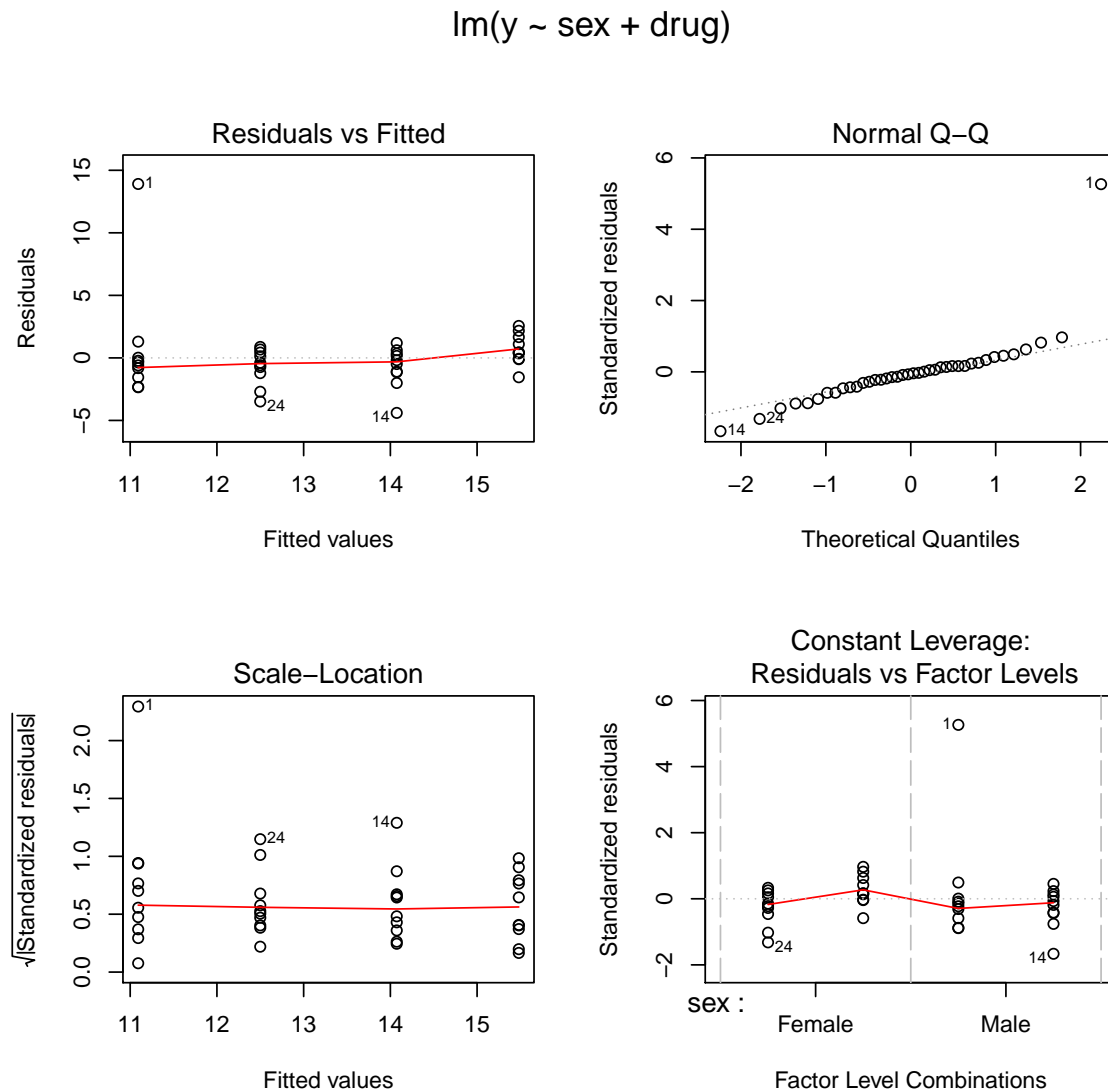 lm(y ~ sex + drug)
Residuals vs Fitted
Residuals
15
10
5
0
−5
1
24
14
11 12 13 14 15
Fitted values
Normal Q−Q
Standardized residuals
6
4
2
0
1
14
24
−2 −1 0 1 2
Theoretical Quantiles
Scale−Location
√|Standardized residuals|
2.0
1.5
1.0
0.5
0.0
1
24
14
11 12 13 14 15
Fitted values
Constant Leverage:
Residuals vs Factor Levels
Standardized residuals
6
4
2
0
−2
1
24
14
sex :
Female Male
Factor Level Combinations